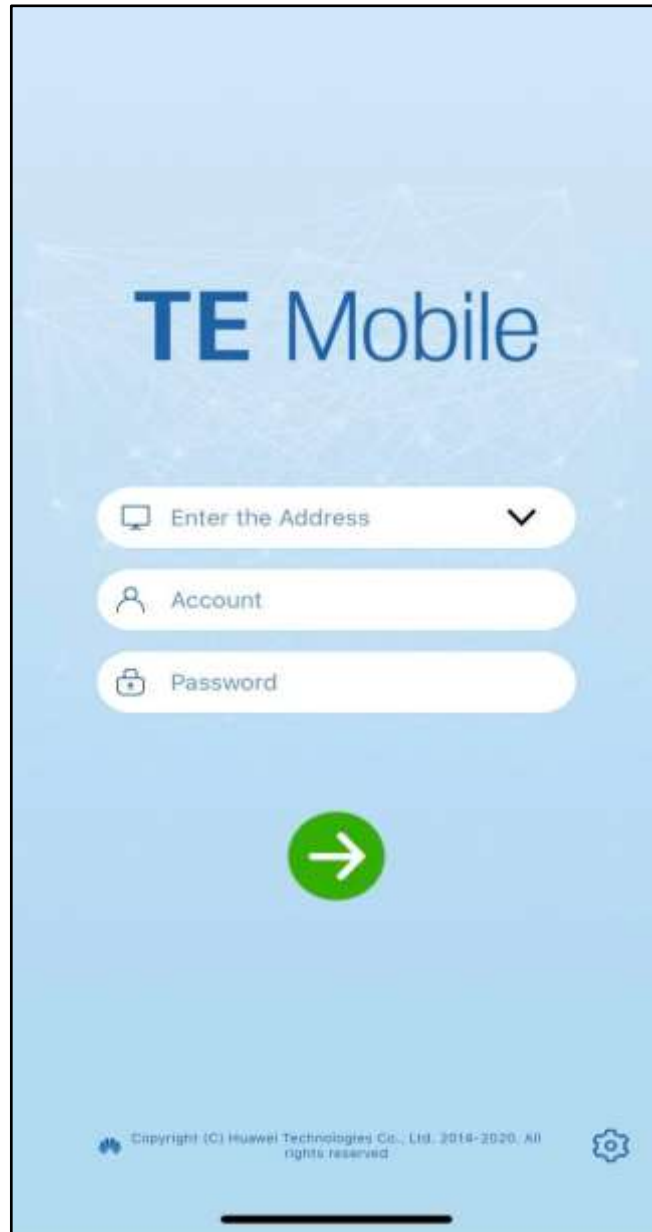 TE Mobile
Enter the Address
Account
Password
Copyright (C) Huawei Technologies Co., Ltd. 2014-2020. All
rights reserved